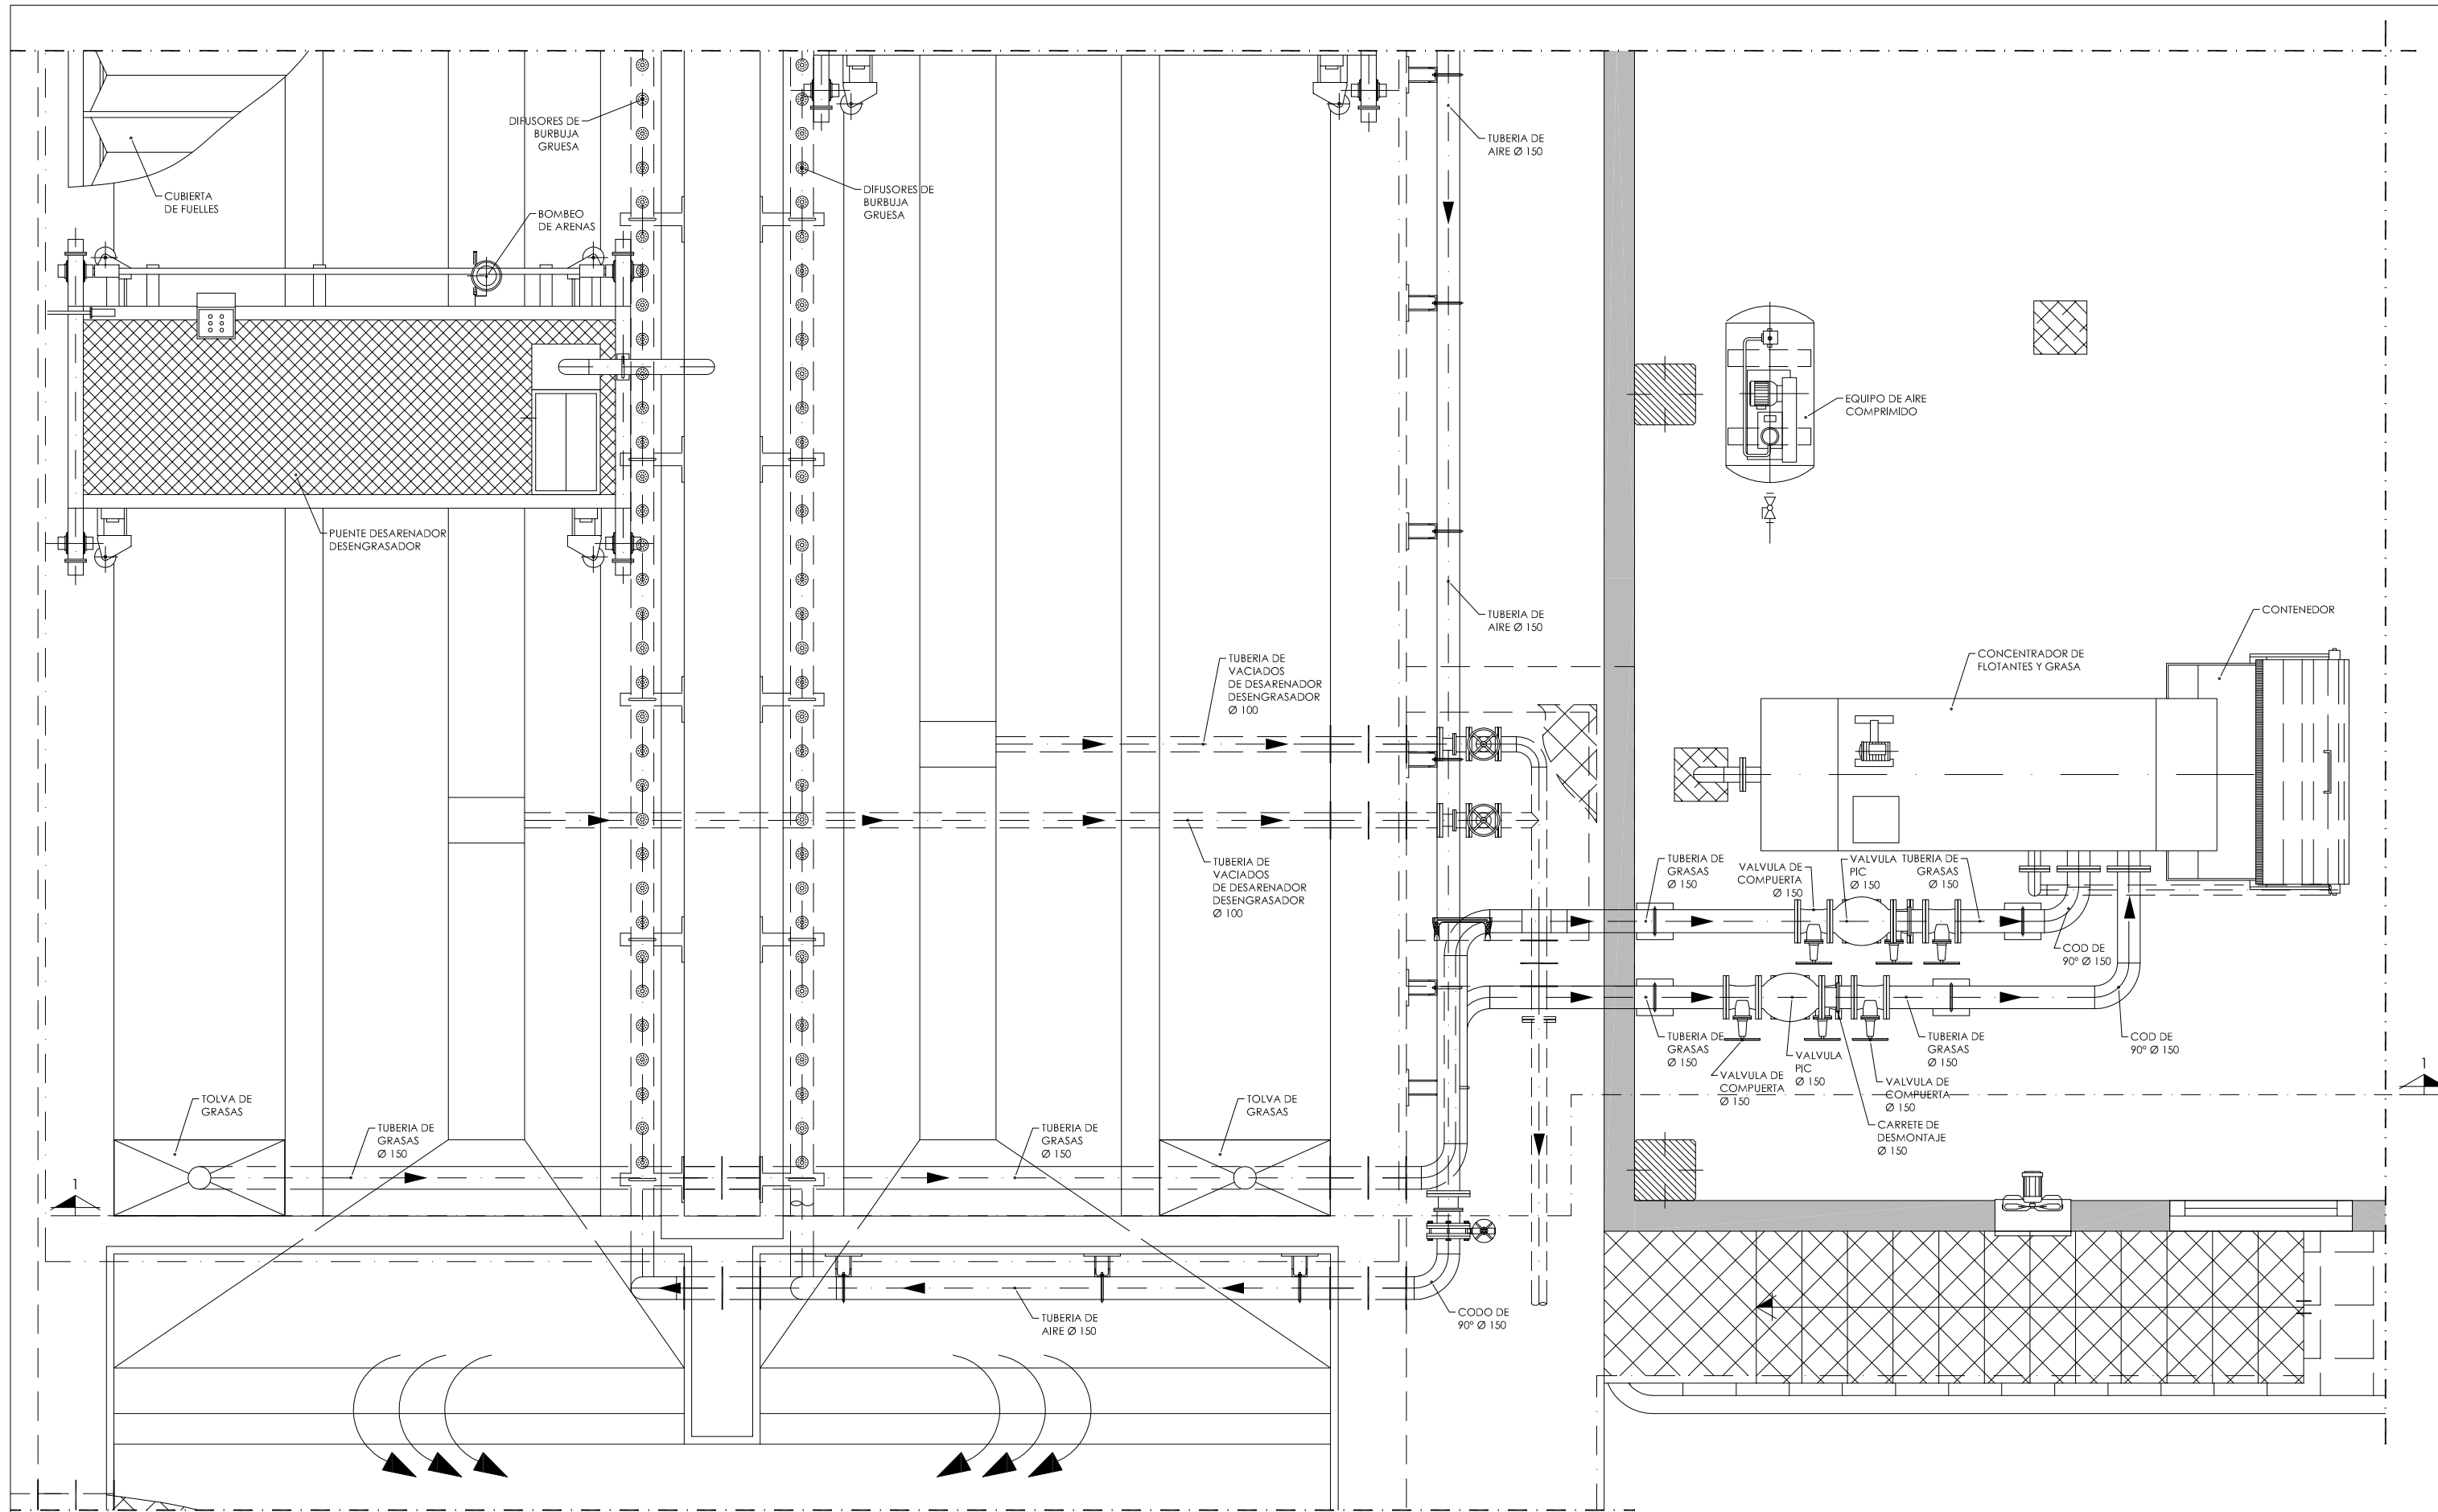 DIFUSORES DE
BURBUJA
GRUESA
TUBERIA DE
AIRE Ø 150
CUBIERTA
DE FUELLES
DIFUSORES DE
BURBUJA
GRUESA
BOMBEO
DE ARENAS
EQUIPO DE AIRE
COMPRIMIDO
PUENTE DESARENADOR
DESENGRASADOR
TUBERIA DE
AIRE Ø 150
CONTENEDOR
CONCENTRADOR DE
FLOTANTES Y GRASA
TUBERIA DE
VACIADOS
DE DESARENADOR
DESENGRASADOR
Ø 100
TUBERIA DE
VACIADOS
DE DESARENADOR
DESENGRASADOR
Ø 100
TUBERIA DE
GRASAS
Ø 150
VALVULA DE
COMPUERTA
Ø 150
VALVULA
PIC
Ø 150
TUBERIA DE
GRASAS
Ø 150
COD DE
90º Ø 150
TUBERIA DE
GRASAS
Ø 150
VALVULA DE
COMPUERTA
Ø 150
VALVULA
PIC
Ø 150
TUBERIA DE
GRASAS
Ø 150
COD DE
90º Ø 150
VALVULA DE
COMPUERTA
Ø 150
CARRETE DE
DESMONTAJE
Ø 150
1
TOLVA DE
GRASAS
TUBERIA DE
GRASAS
Ø 150
TUBERIA DE
GRASAS
Ø 150
TOLVA DE
GRASAS
1
TUBERIA DE
AIRE Ø 150
CODO DE
90º Ø 150